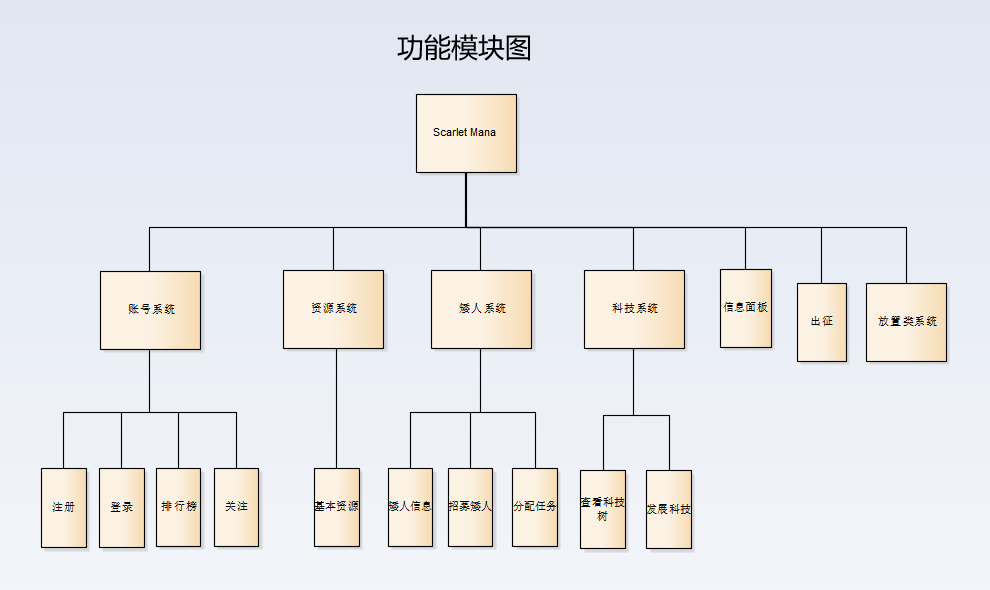 功能模块图
Scarlet Mana
账号系统
资源系统
矮人系统
科技系统
信息面板
出征
放置类系统
注册
登录
排行榜
关注
基本资源
矮人信息
招募矮人
分配任务
查看科技
树
发展科技